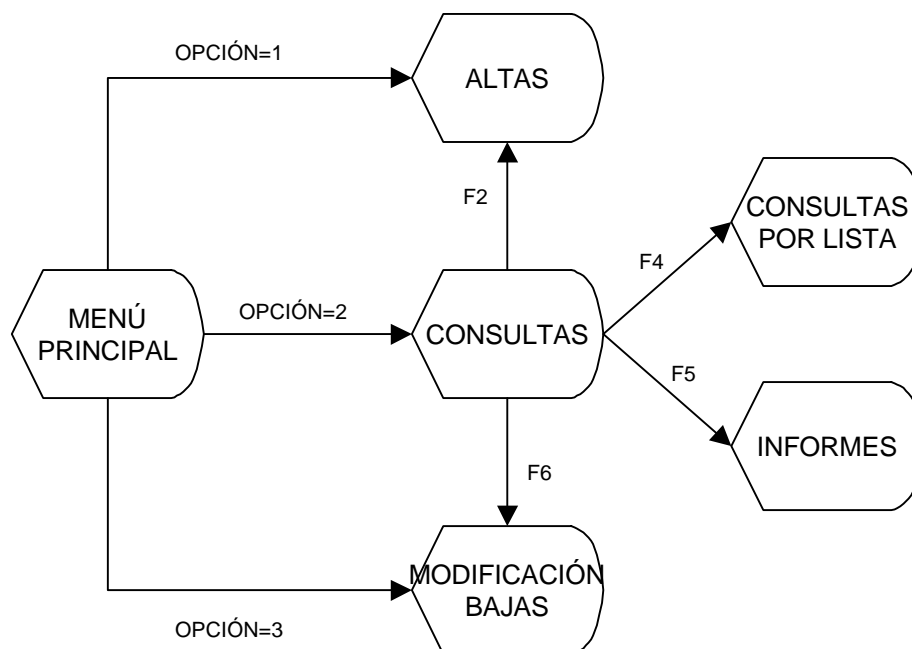 OPCIÓN=1
ALTAS
F2
CONSULTAS
POR LISTA
F4
MENÚ
PRINCIPAL
OPCIÓN=2
CONSULTAS
F5
INFORMES
F6
MODIFICACIÓN
BAJAS
OPCIÓN=3